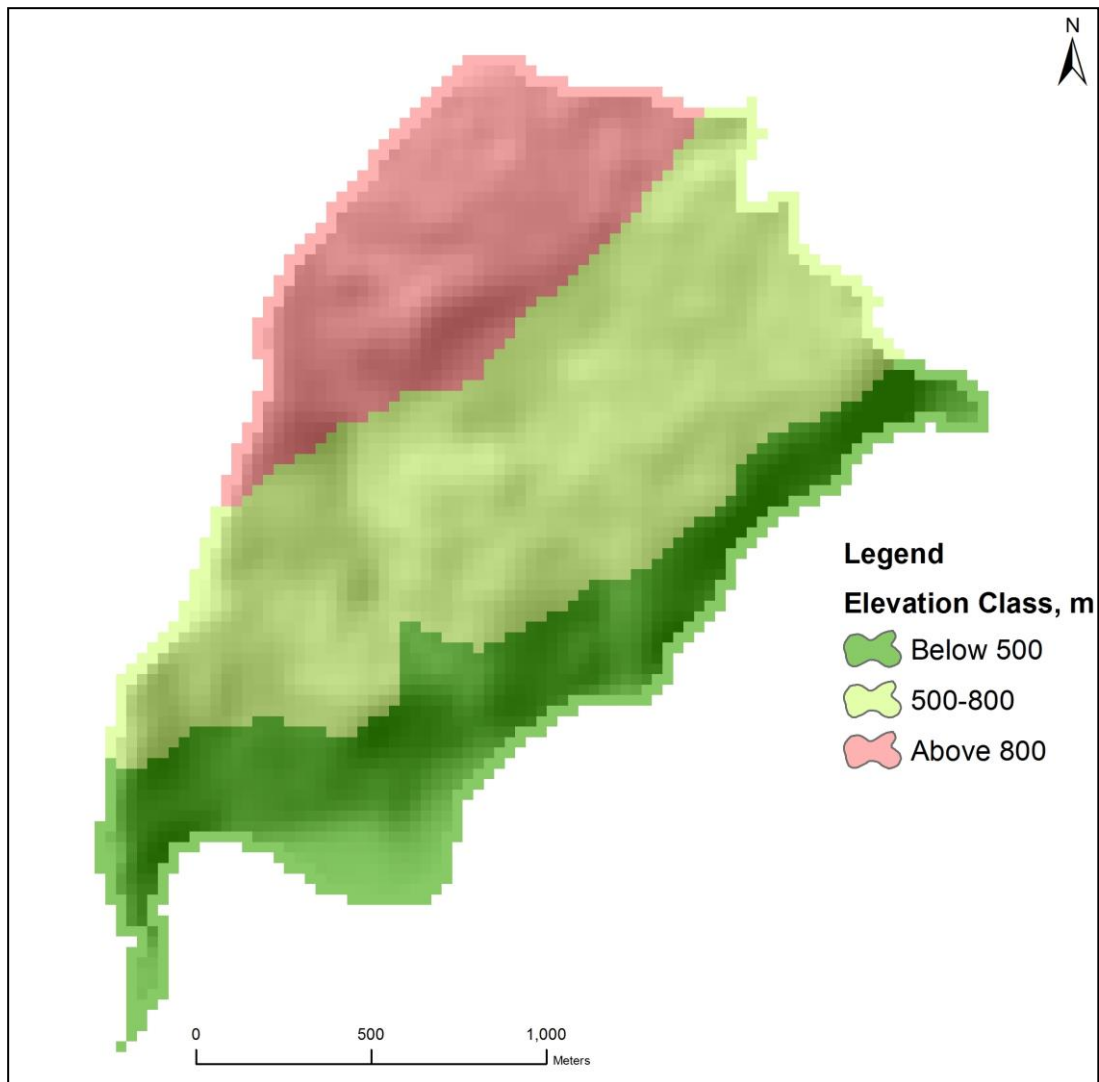 N
Legend
Elevation Class, m
Below 500
500-800
Above 800
0 500 1,000
Meters